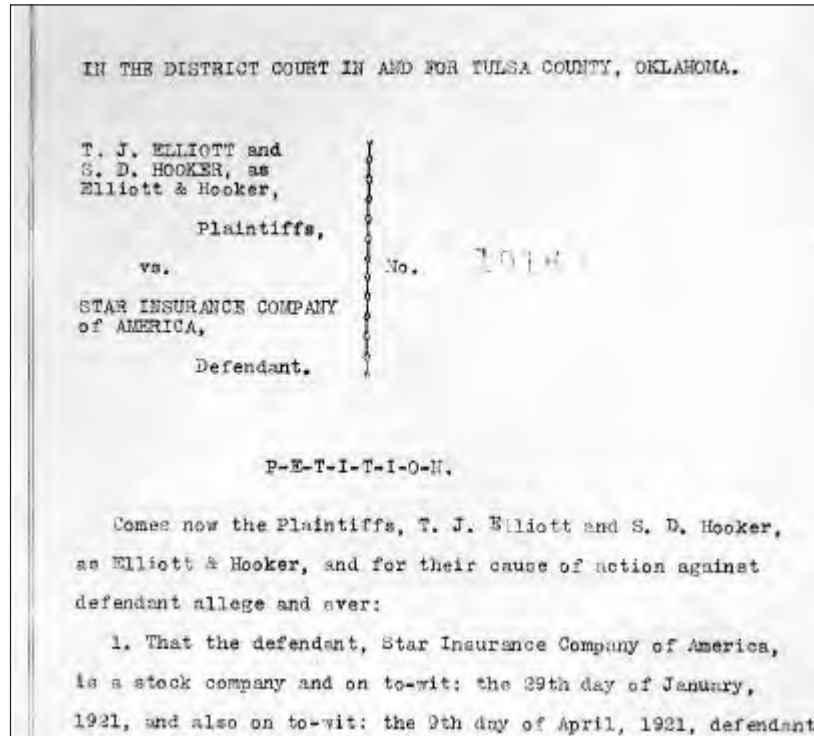 IN THE DISTRICT COURT IN AND FOR TULSA COUNTY, OKLAHOMA.
T. J. ELLIOTT and
S. D. HOOKER, as
Elliott & Hooker,
Plaintiffs,
vs.
No.
STAR INSURANCE COMPANY
of AMERICA,
Defendant.
P-E-T-I-T-I-O-N.
Comes now the Plaintiffs, T. J. Elliott and S. D. Hooker,
as Elliott & Hooker, and for their cause of action against
defendant allege and aver:
1. That the defendant, Star Insurance Company of America,
is a stock company and on to-wit: the 29th day of January,
1921, and also on to-wit: the 9th day of April, 1921, defendant